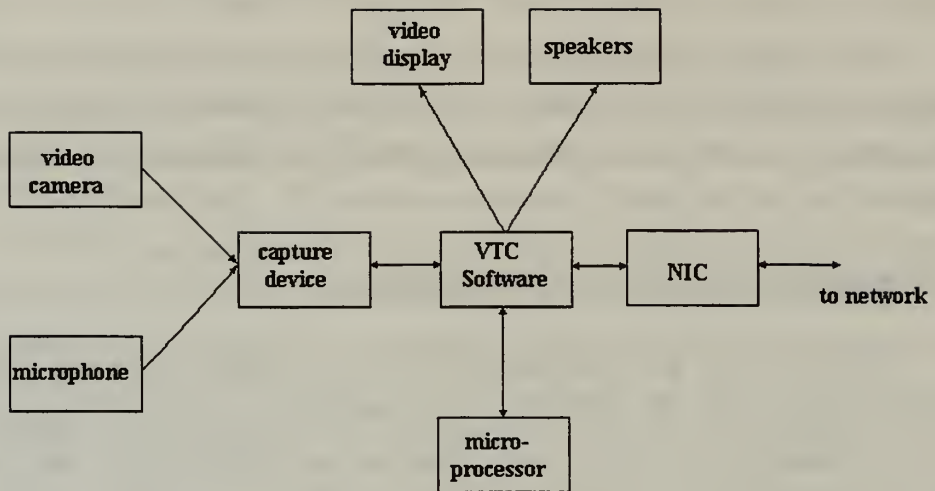 video
display
speakers
video
camera
capture
device
VTC
Software
NIC
to network
microphone
micro-
processor